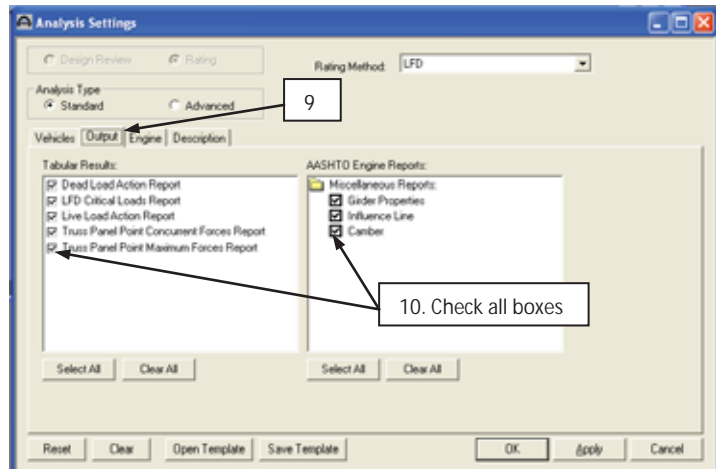 Analysis Settings
Design Review
Rating
Rating Method:
LFD
Analysis Type
Standard
Advanced
9
Vehicles
Output
Engine
Description
Tabular Results:
Dead Load Action Report
LFD Critical Loads Report
Live Load Action Report
Truss Panel Point Concurrent Forces Report
Truss Panel Point Maximum Forces Report
AASHTO Engine Reports:
Miscellaneous Reports:
Girder Properties
Influence Line
Camber
10. Check all boxes
Select All
Clear All
Select All
Clear All
Reset
Clear
Open Template
Save Template
OK
Apply
Cancel